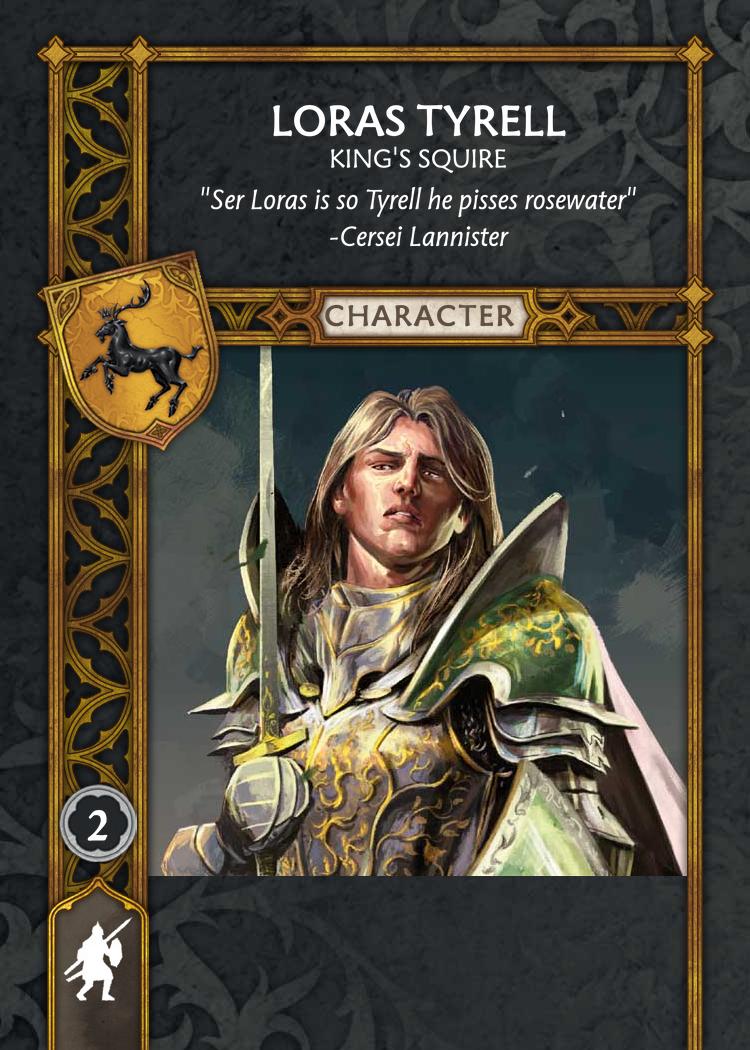 LORAS TYRELL
KING'S SQUIRE
"Ser Loras is so Tyrell he pisses rosewater"
-Cersei Lannister
CHARACTER
2